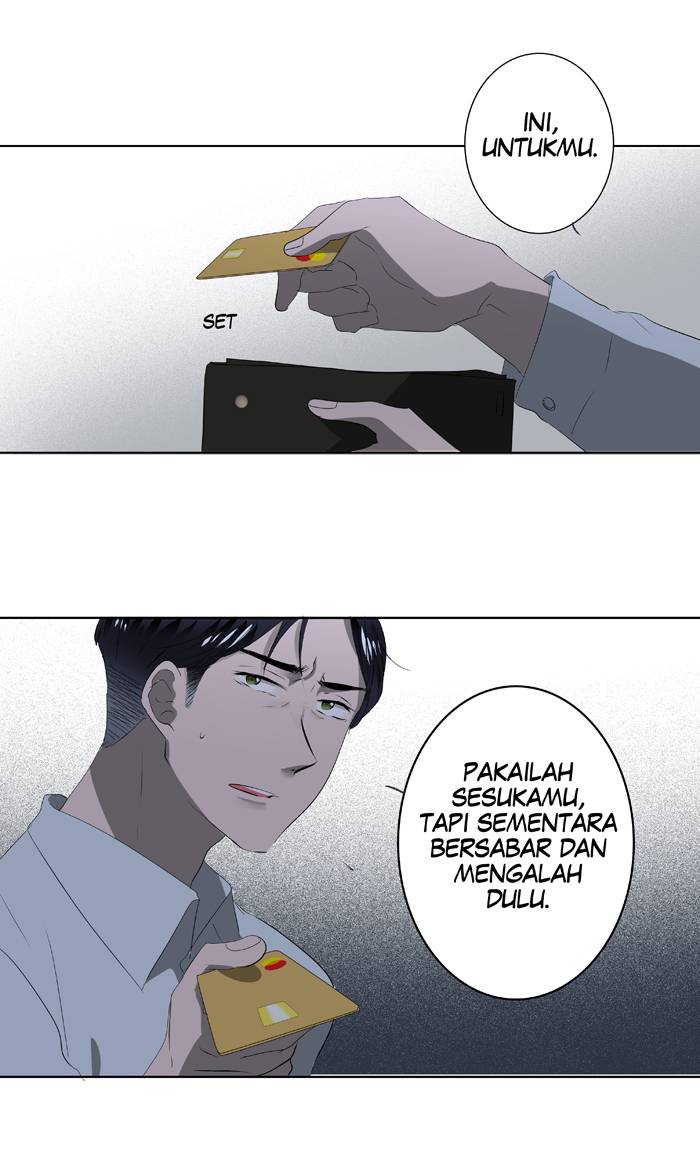 INI,
UNTUKMU.
SET
PAKAILAH
SESUKAMU,
TAPI SEMENTARA
BERSABAR DAN
MENGALAH
DULU.